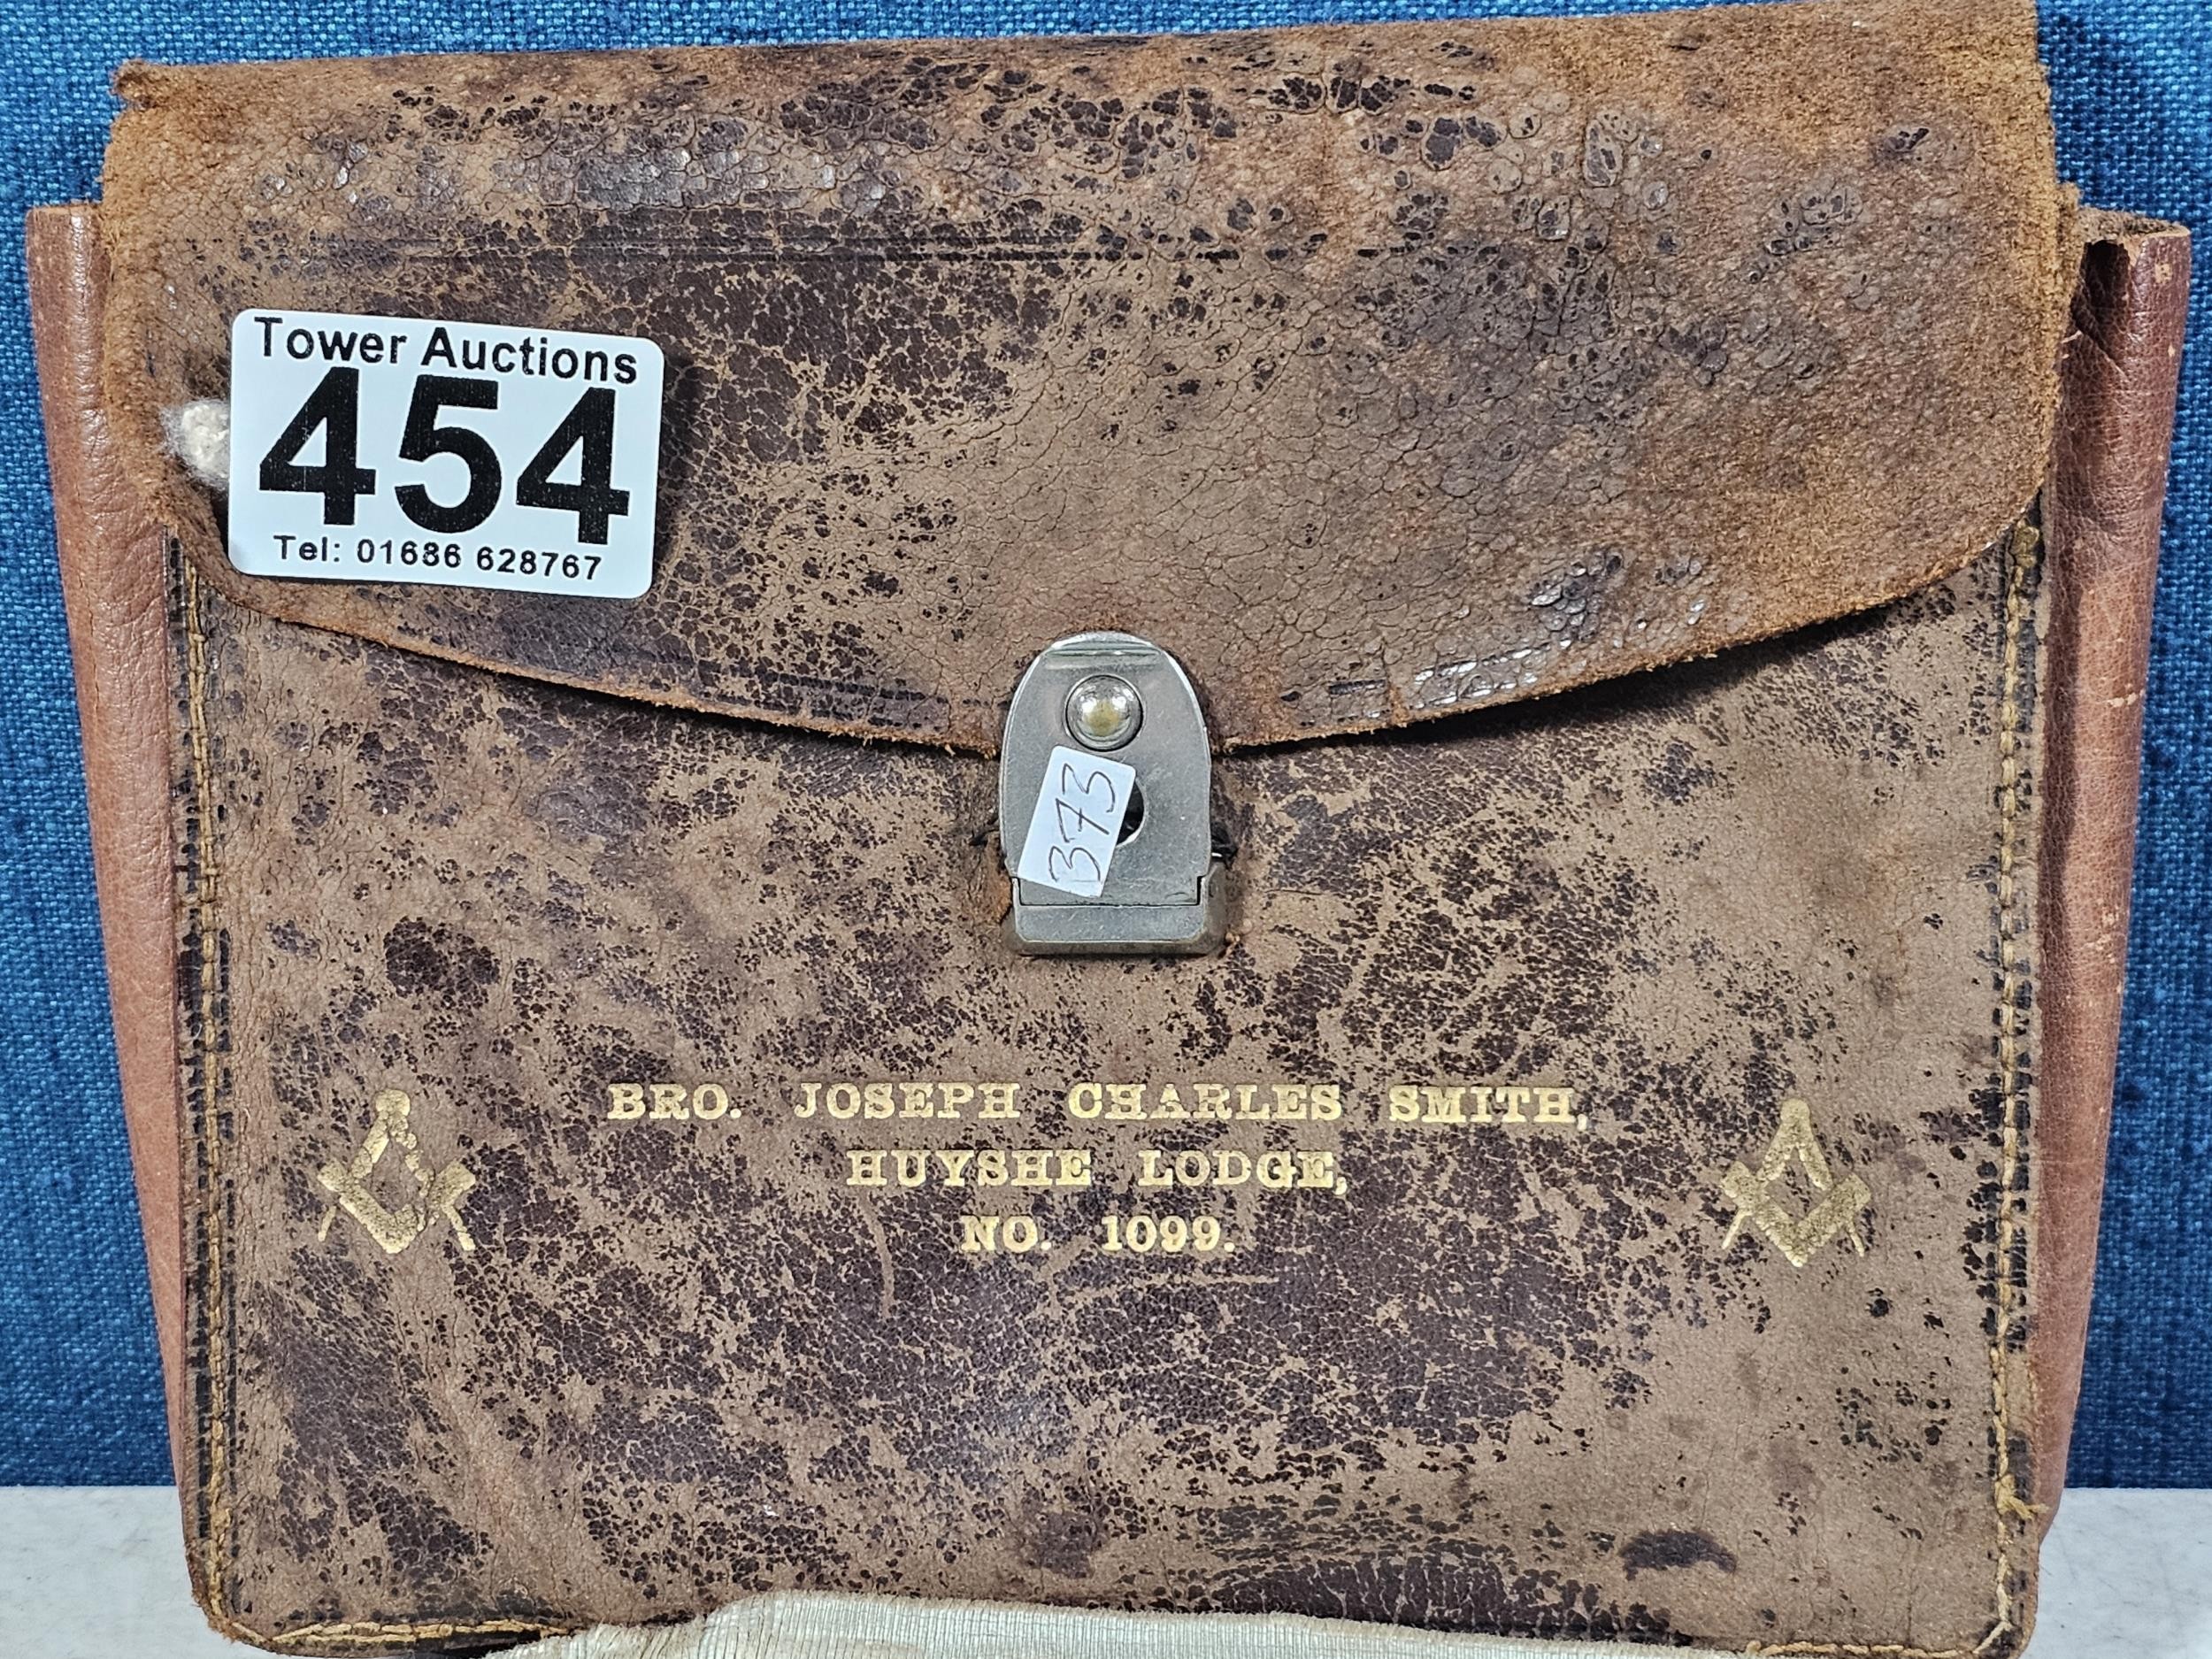 Tower Auctions
454
Tel: 01686 628767
373
BRO. JOSEPH CHARLES SMITH,
HUYSHE LODGE,
NO. 1099.